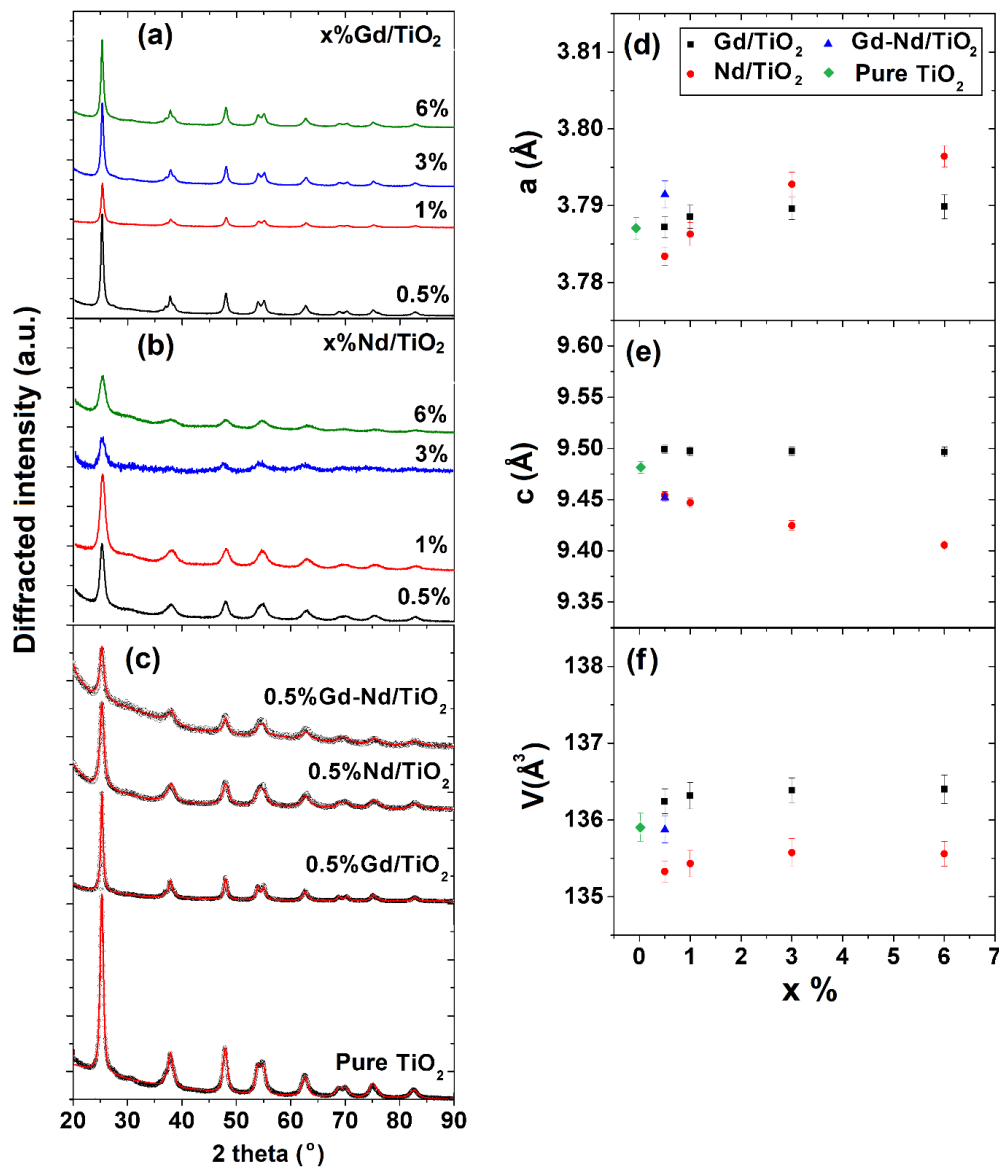 (a)
x%Gd/TiO2
6%
3%
1%
0.5%
(b)
x%Nd/TiO2
6%
3%
1%
0.5%
(c)
0.5%Gd-Nd/TiO2
0.5%Nd/TiO2
0.5%Gd/TiO2
Pure TiO2
Diffracted intensity (a.u.)
20 30 40 50 60 70 80 90
2 theta (°)
(d)
Gd/TiO2 Gd-Nd/TiO2
Nd/TiO2 Pure TiO2
3.81
3.80
3.79
3.78
a (Å)
(e)
9.60
9.55
9.50
9.45
9.40
9.35
c (Å)
(f)
138
137
136
135
V(Å3)
0 1 2 3 4 5 6 7
x %